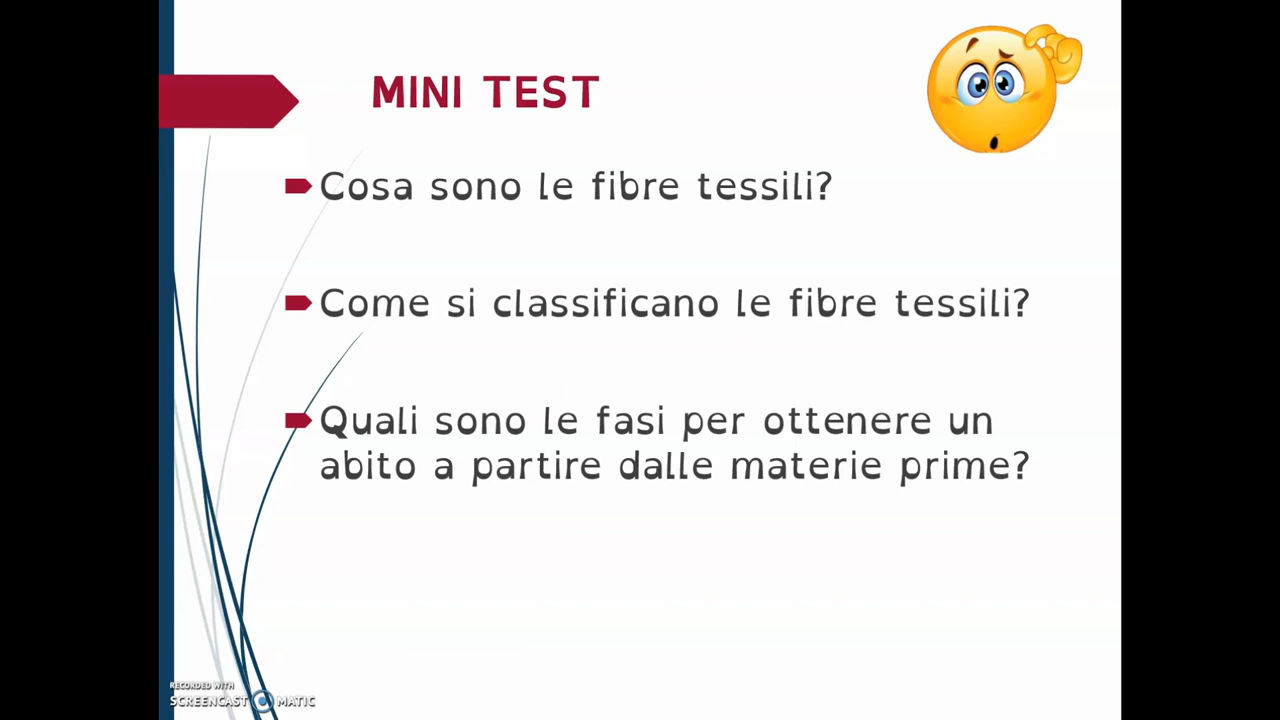 MINI TEST
Cosa sono le fibre tessili?
Come si classificano le fibre tessili?
Quali sono le fasi per ottenere un
abito a partire dalle materie prime?
RECORDED WITH
SCREENCAST MATIC